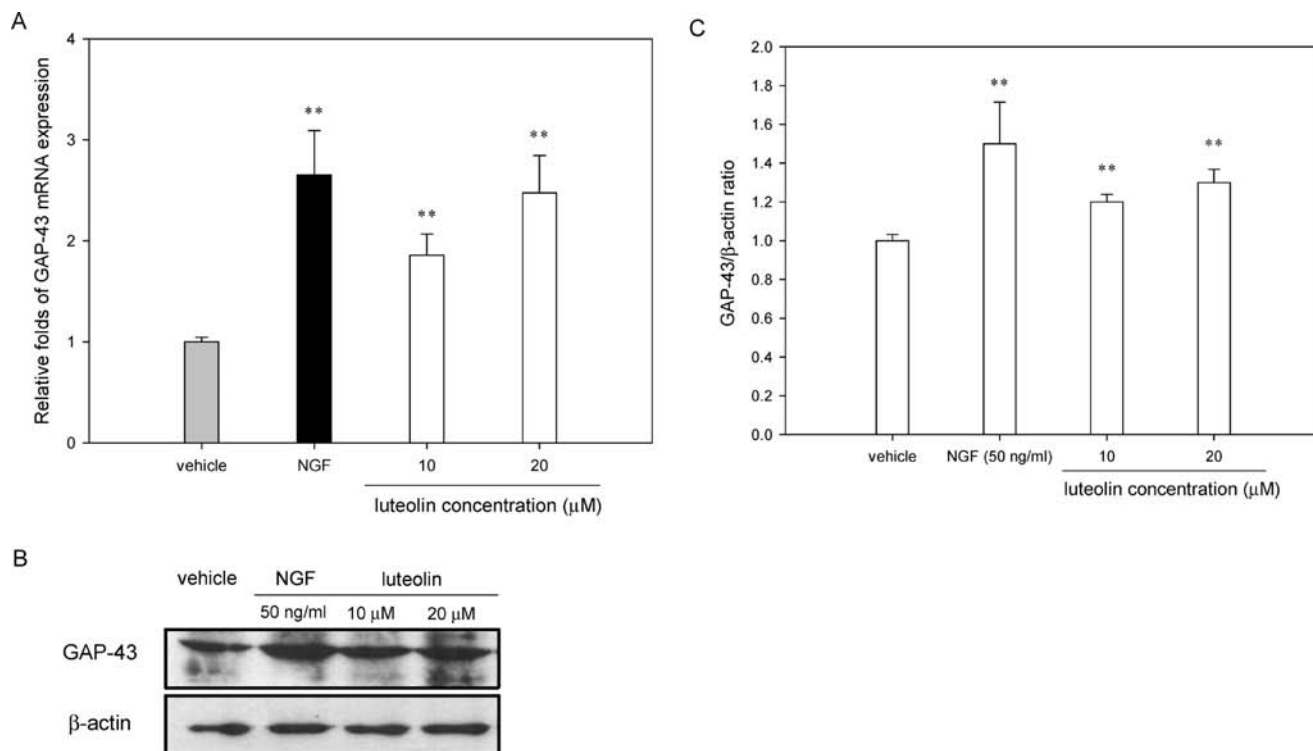 A
Relative folds of GAP-43 mRNA expression
4
3
2
1
0
**
**
**
vehicle
NGF
10
20
luteolin concentration (μM)
C
GAP-43/β-actin ratio
2.0
1.8
1.6
1.4
1.2
1.0
0.8
0.6
0.4
0.2
0.0
**
**
**
vehicle
NGF (50 ng/ml)
10
20
luteolin concentration (μM)
B
vehicle
NGF
luteolin
50 ng/ml
10 μM
20 μM
GAP-43
β-actin